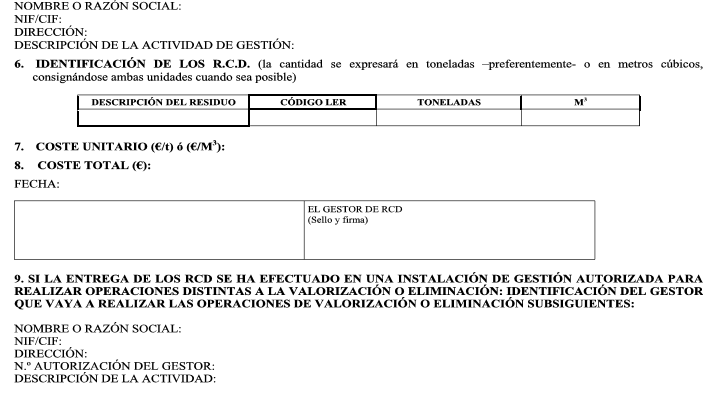 NOMBRE O RAZÓN SOCIAL:
NIF/CIF:
DIRECCIÓN:
DESCRIPCIÓN DE LA ACTIVIDAD DE GESTIÓN:
6. IDENTIFICACIÓN DE LOS R.C.D. (la cantidad se expresará en toneladas –preferentemente- o en metros cúbicos,
consignándose ambas unidades cuando sea posible)
DESCRIPCIÓN DEL RESIDUO CÓDIGO LER TONELADAS M³
7. COSTE UNITARIO (€/t) ó (€/M³):
8. COSTE TOTAL (€):
FECHA:
EL GESTOR DE RCD
(Sello y firma)
9. SI LA ENTREGA DE LOS RCD SE HA EFECTUADO EN UNA INSTALACIÓN DE GESTIÓN AUTORIZADA PARA
REALIZAR OPERACIONES DISTINTAS A LA VALORIZACIÓN O ELIMINACIÓN: IDENTIFICACIÓN DEL GESTOR
QUE VAYA A REALIZAR LAS OPERACIONES DE VALORIZACIÓN O ELIMINACIÓN SUBSIGUIENTES:
NOMBRE O RAZÓN SOCIAL:
NIF/CIF:
DIRECCIÓN:
N.º AUTORIZACIÓN DEL GESTOR:
DESCRIPCIÓN DE LA ACTIVIDAD: